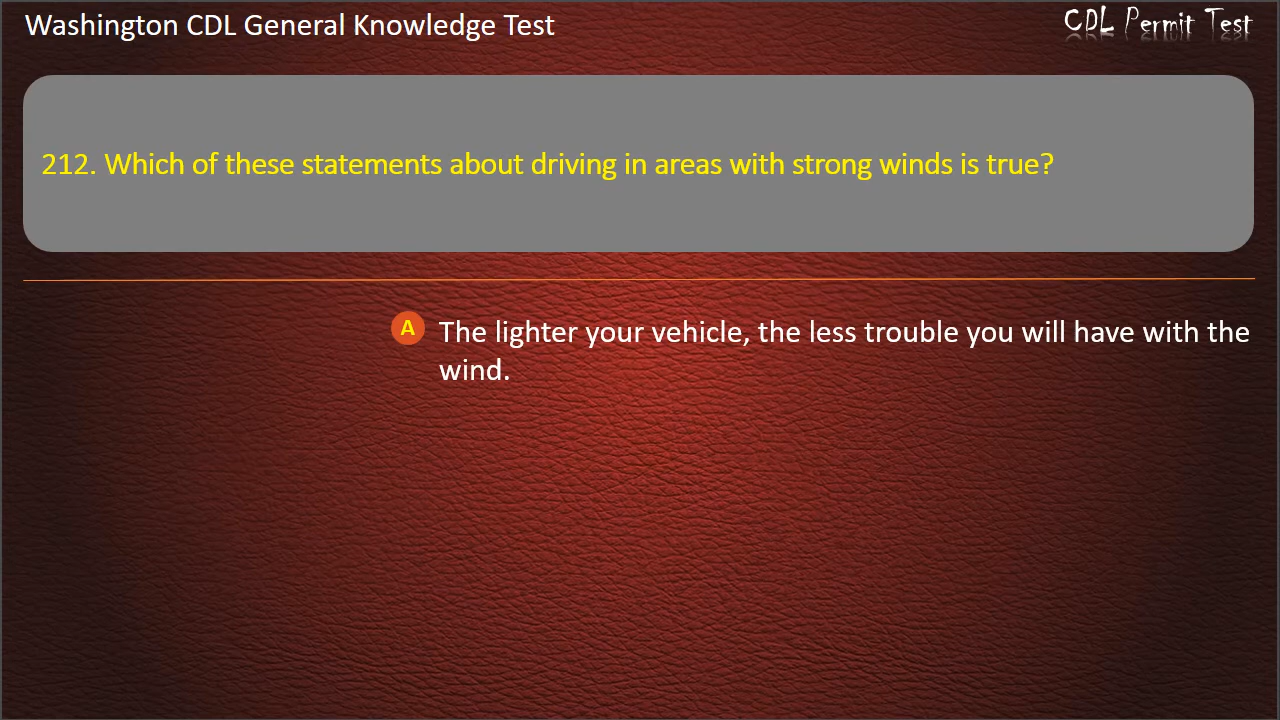 Washington CDL General Knowledge Test
CDL Permit Test
212. Which of these statements about driving in areas with strong winds is true?
A The lighter your vehicle, the less trouble you will have with the
wind.